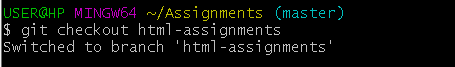 USER@HP MINGW64 ~/Assignments (master)
$ git checkout html-assignments
Switched to branch 'html-assignments'